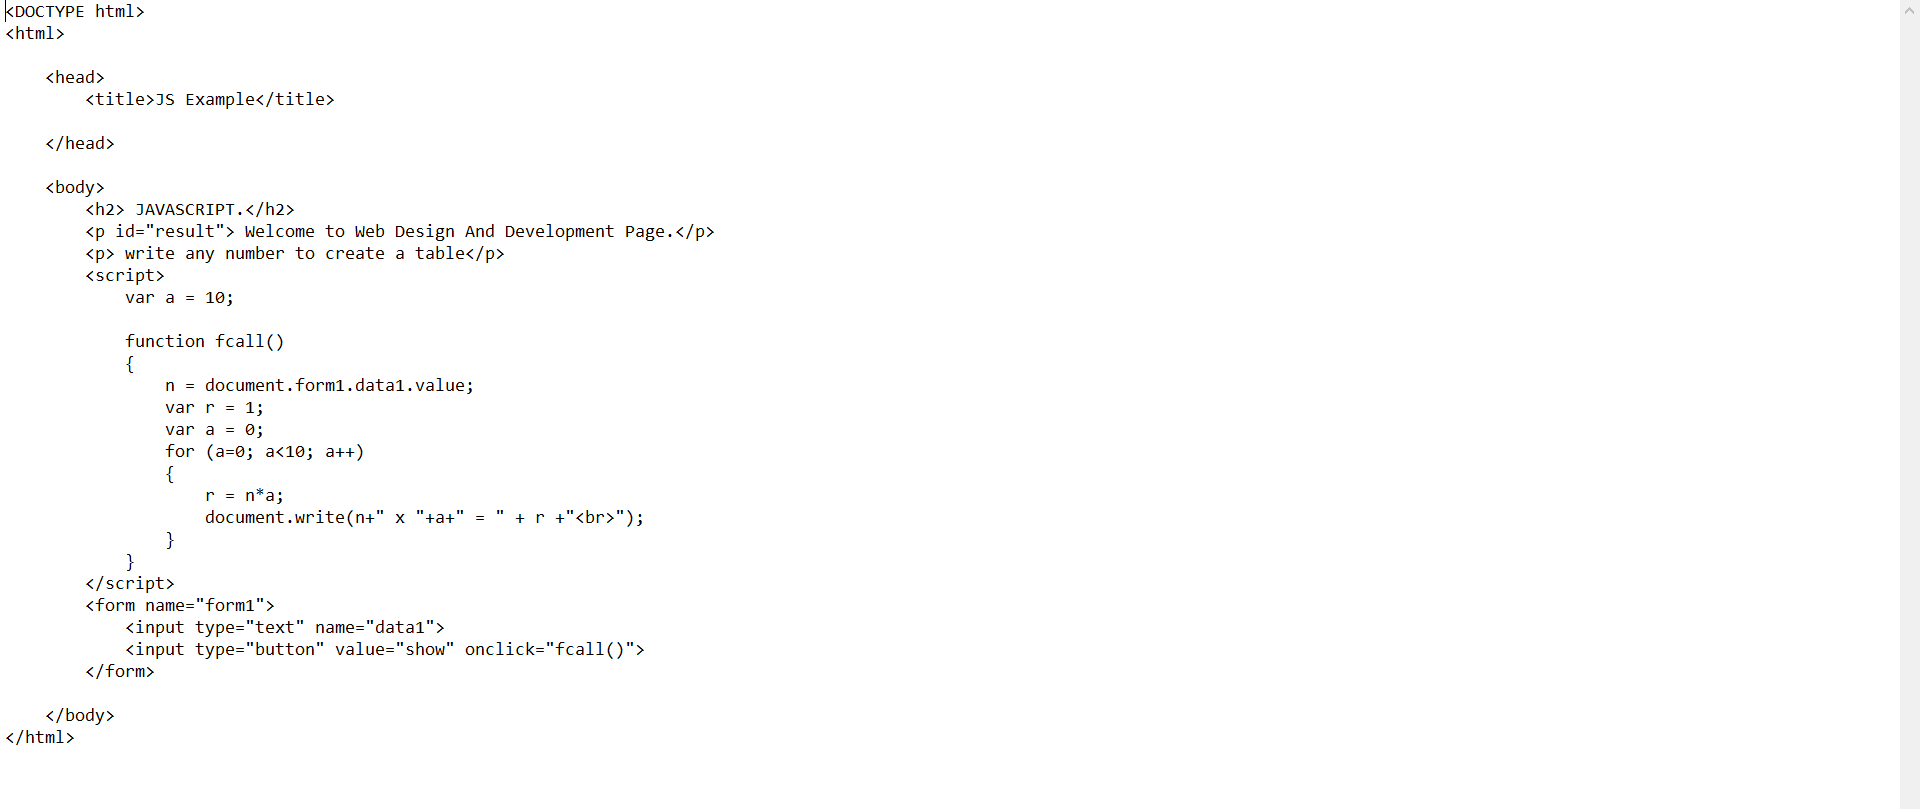 <DOCTYPE html>
<html>
<head>
<title>JS Example</title>
</head>
<body>
<h2> JAVASCRIPT.</h2>
<p id="result"> Welcome to Web Design And Development Page.</p>
<p> write any number to create a table</p>
<script>
var a = 10;
function fcall()
{
n = document.form1.data1.value;
var r = 1;
var a = 0;
for (a=0; a<10; a++)
{
r = n*a;
document.write(n+" x "+a+" = " + r +"<br>");
}
}
</script>
<form name="form1">
<input type="text" name="data1">
<input type="button" value="show" onclick="fcall()">
</form>
</body>
</html>